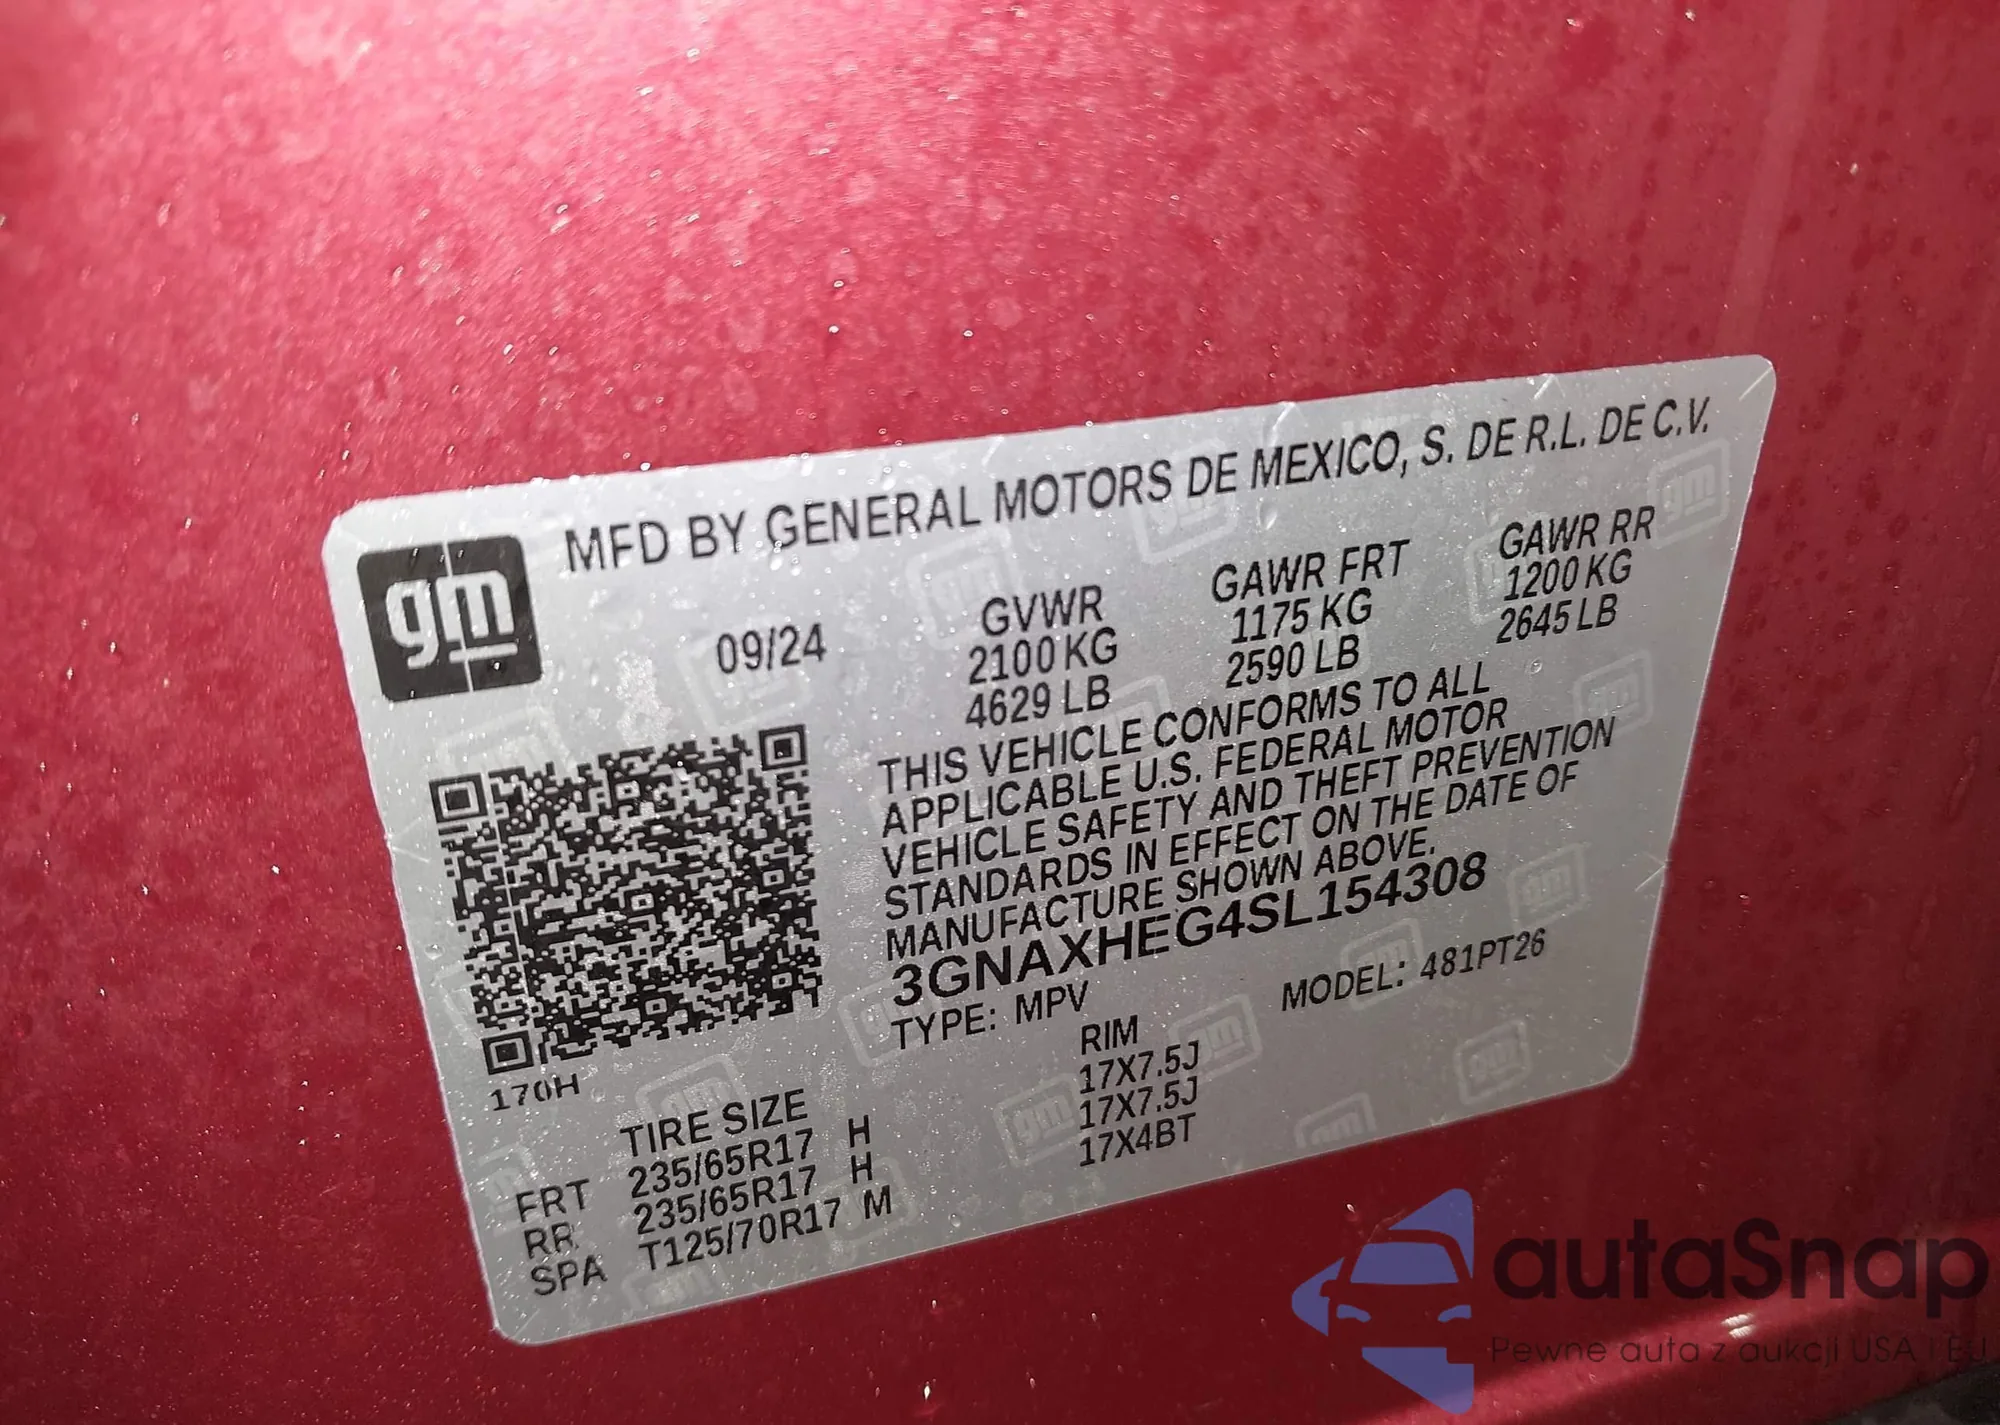 gm
MFD BY GENERAL MOTORS DE MEXICO, S. DE R.L. DE C.V.
09/24
GVWR
2100 KG
4629 LB
GAWR FRT
1175 KG
2590 LB
GAWR RR
1200 KG
2645 LB
THIS VEHICLE CONFORMS TO ALL
APPLICABLE U.S. FEDERAL MOTOR
VEHICLE SAFETY AND THEFT PREVENTION
STANDARDS IN EFFECT ON THE DATE OF
MANUFACTURE SHOWN ABOVE.
3GNAXHEG4SL154308
TYPE: MPV MODEL: 481PT26
170H
TIRE SIZE RIM
FRT 235/65R17 H 17X7.5J
RR 235/65R17 H 17X7.5J
SPA T125/70R17 M 17X4BT
autaSnap
Pewne auta z aukcji USA i EU